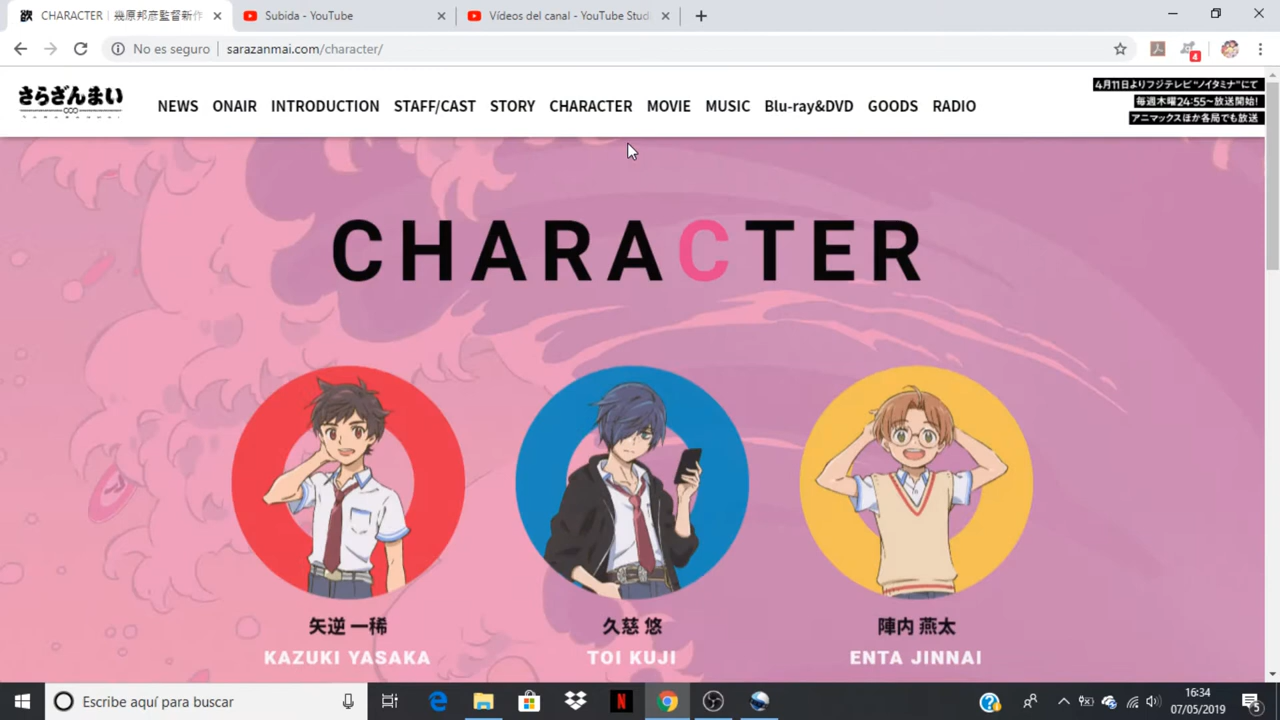 CHARACTER | 幾原邦彦監督新作
Subida - YouTube
Vídeos del canal - YouTube Stud
No es seguro
sarazanmai.com/character/
4
さらざんまい
NEWS ONAIR INTRODUCTION STAFF/CAST STORY CHARACTER MOVIE MUSIC Blu-ray&DVD GOODS RADIO
4月11日よりフジテレビ"ノイタミナ"にて
毎週木曜24:55~放送開始!
アニマックスほか各局でも放送
CHARACTER
矢逆 一稀
KAZUKI YASAKA
久慈 悠
TOI KUJI
陣内 燕太
ENTA JINNAI
Escribe aquí para buscar
16:34
07/05/2019
5